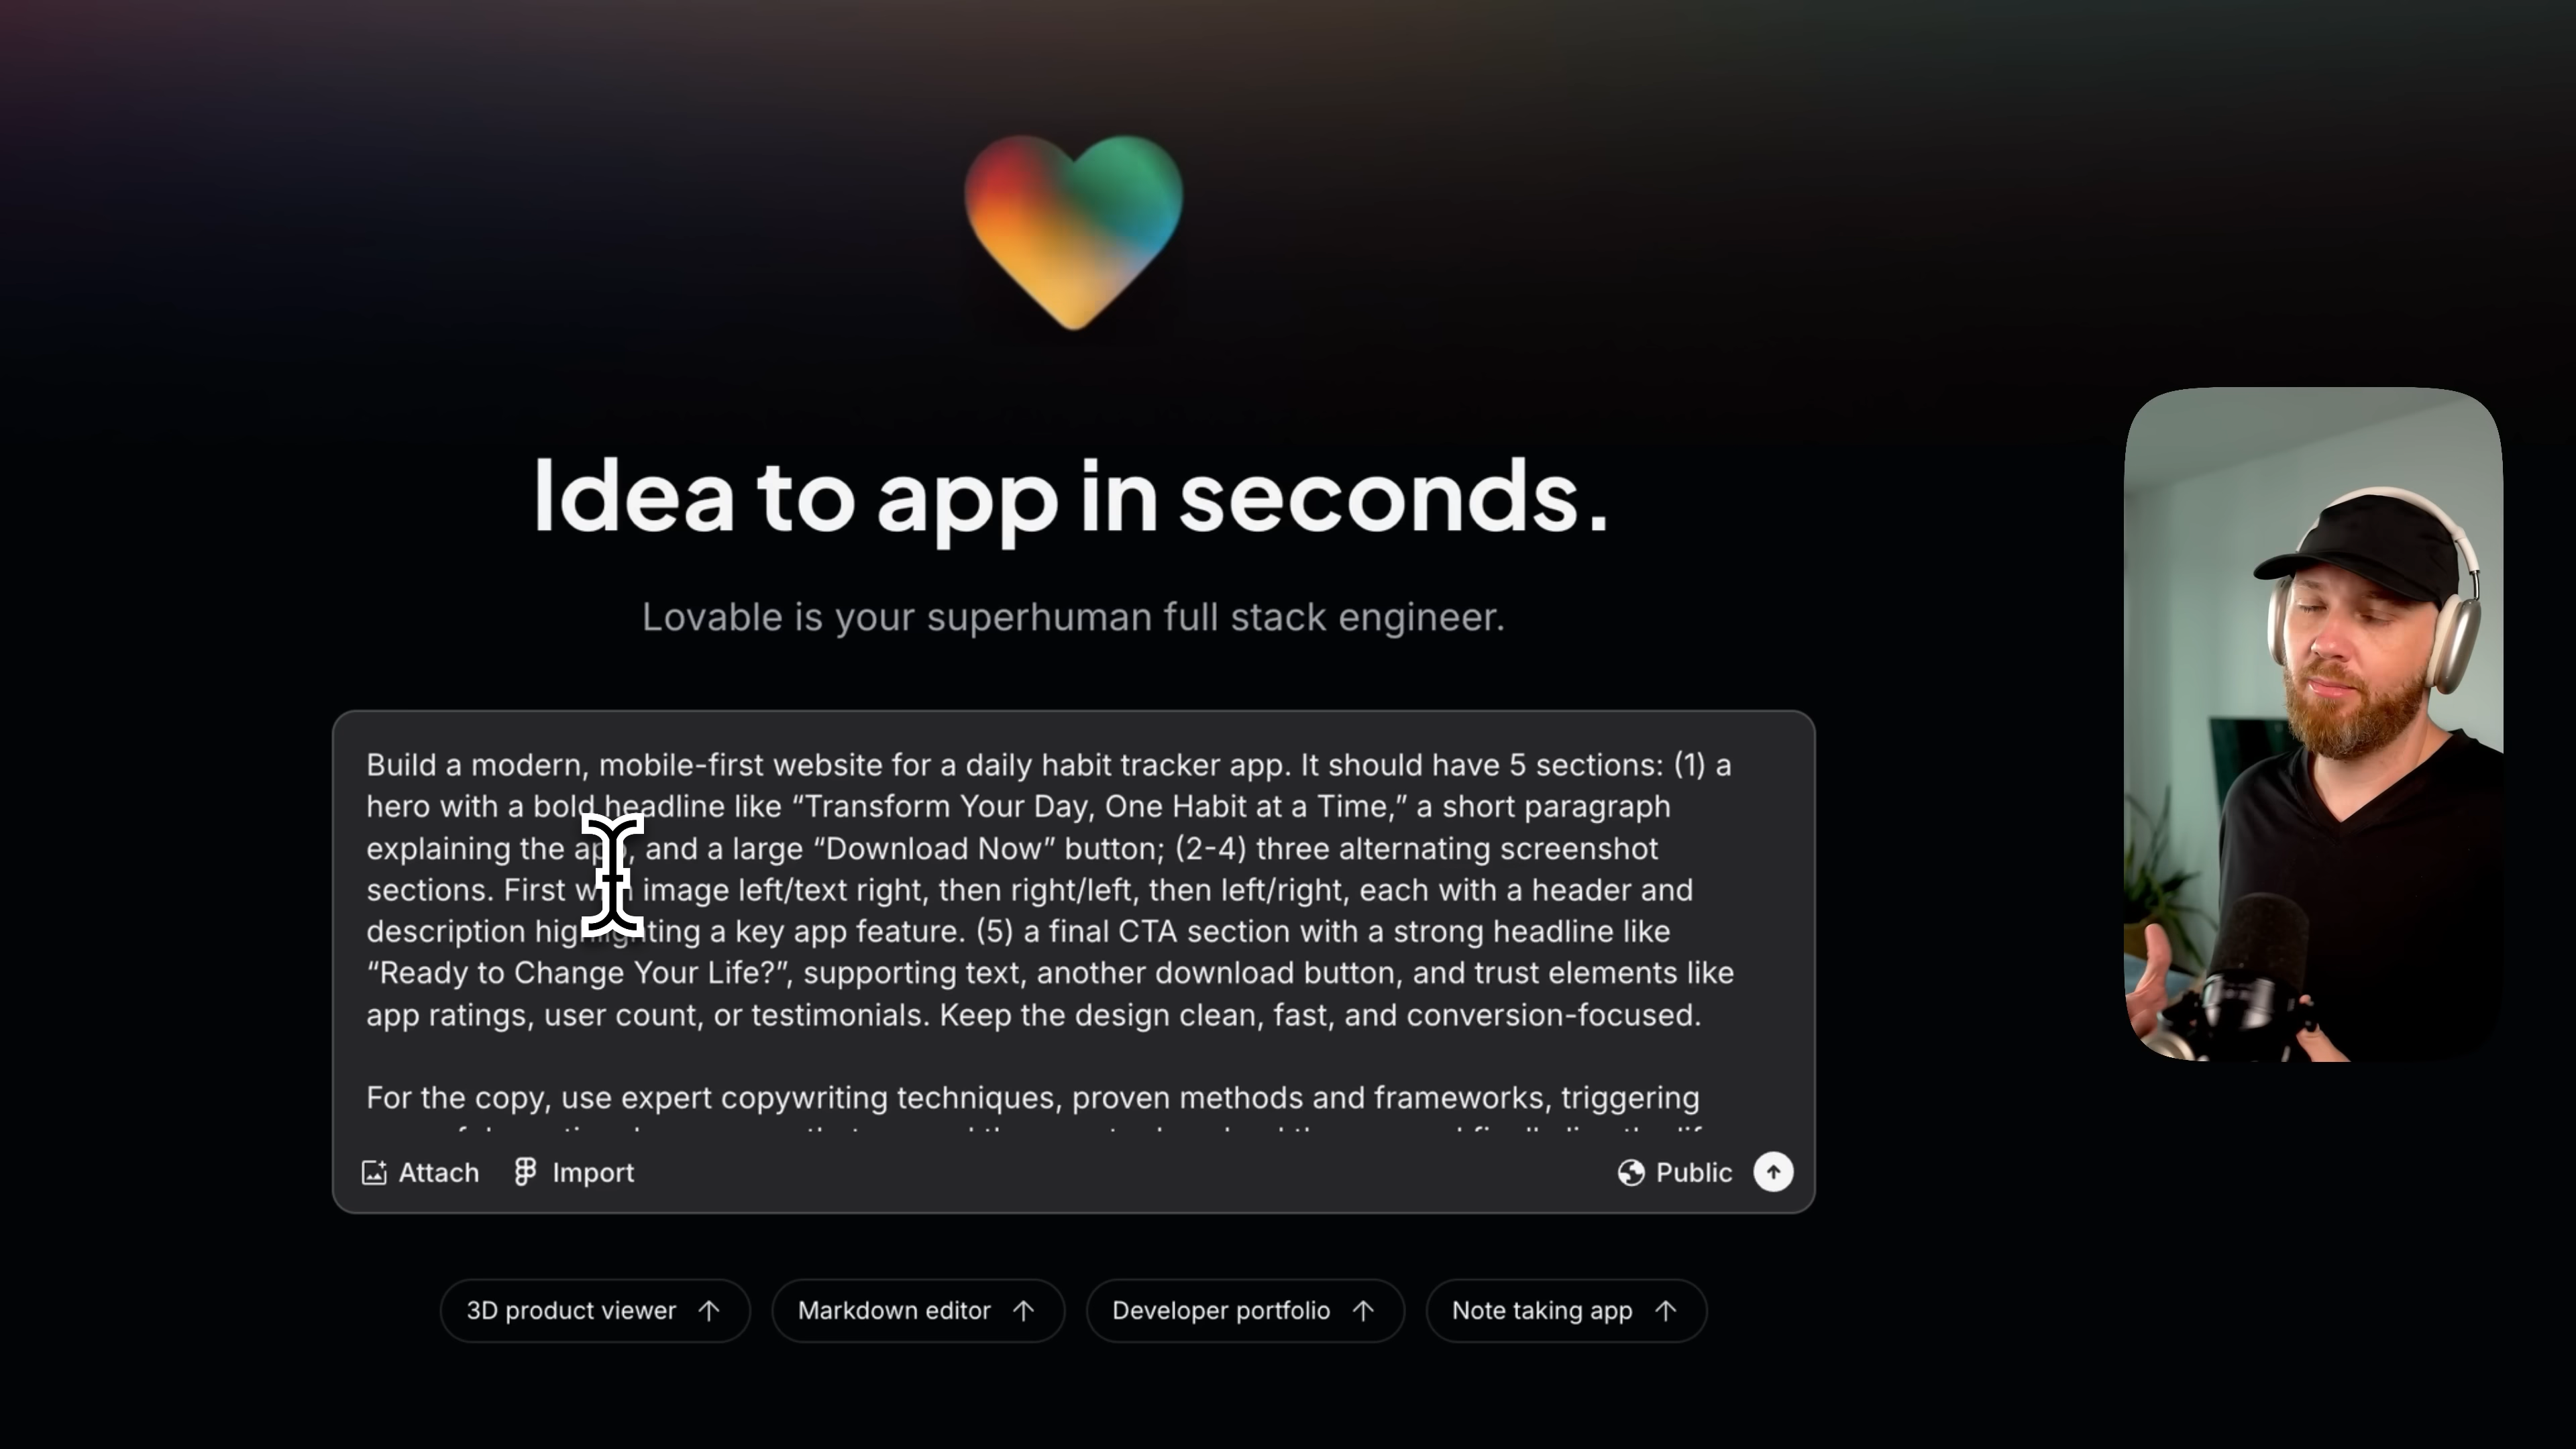 Idea to app in seconds.
Lovable is your superhuman full stack engineer.
Build a modern, mobile-first website for a daily habit tracker app. It should have 5 sections: (1) a
hero with a bold headline like “Transform Your Day, One Habit at a Time,” a short paragraph
explaining the app, and a large “Download Now” button; (2-4) three alternating screenshot
sections. First with image left/text right, then right/left, then left/right, each with a header and
description highlighting a key app feature. (5) a final CTA section with a strong headline like
“Ready to Change Your Life?”, supporting text, another download button, and trust elements like
app ratings, user count, or testimonials. Keep the design clean, fast, and conversion-focused.
For the copy, use expert copywriting techniques, proven methods and frameworks, triggering
Attach Import Public
3D product viewer Markdown editor Developer portfolio Note taking app